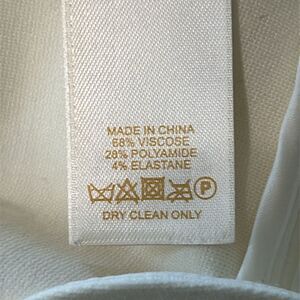 MADE IN CHINA
68% VISCOSE
28% POLYAMIDE
4% ELASTANE
P
DRY CLEAN ONLY